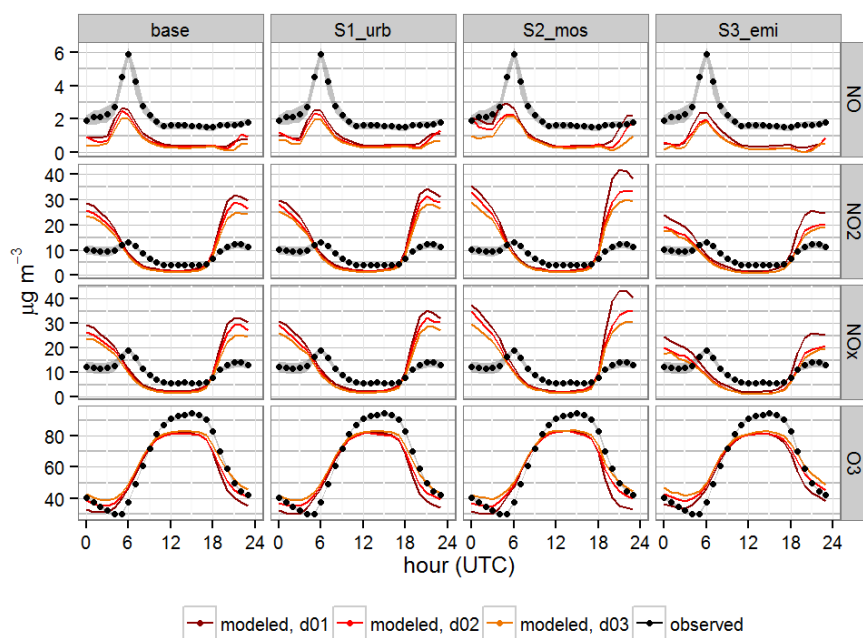 base S1_urb S2_mos S3_emi
6
4
2
0
NO
50
40
30
20
10
0
NO2
40
30
20
10
0
NOx
80
60
40
O3
µg m⁻³
0 6 12 18 24 0 6 12 18 24 0 6 12 18 24 0 6 12 18 24
hour (UTC)
modeled, d01 modeled, d02 modeled, d03 observed